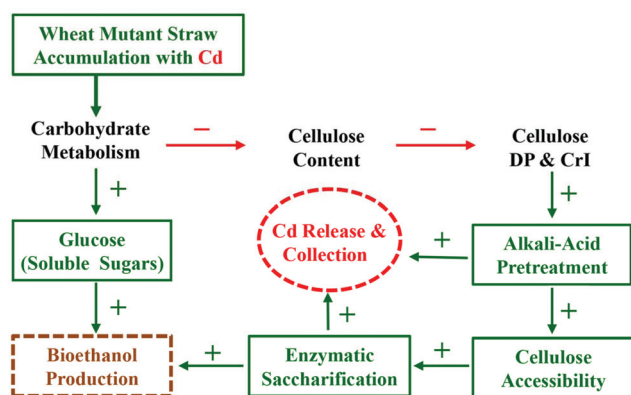 Wheat Mutant Straw
Accumulation with Cd
Carbohydrate
Metabolism
−
Cellulose
Content
−
Cellulose
DP & CrI
+
+
Glucose
(Soluble Sugars)
Cd Release &
Collection
+
Alkali-Acid
Pretreatment
+
+
+
Bioethanol
Production
+
Enzymatic
Saccharification
+
Cellulose
Accessibility